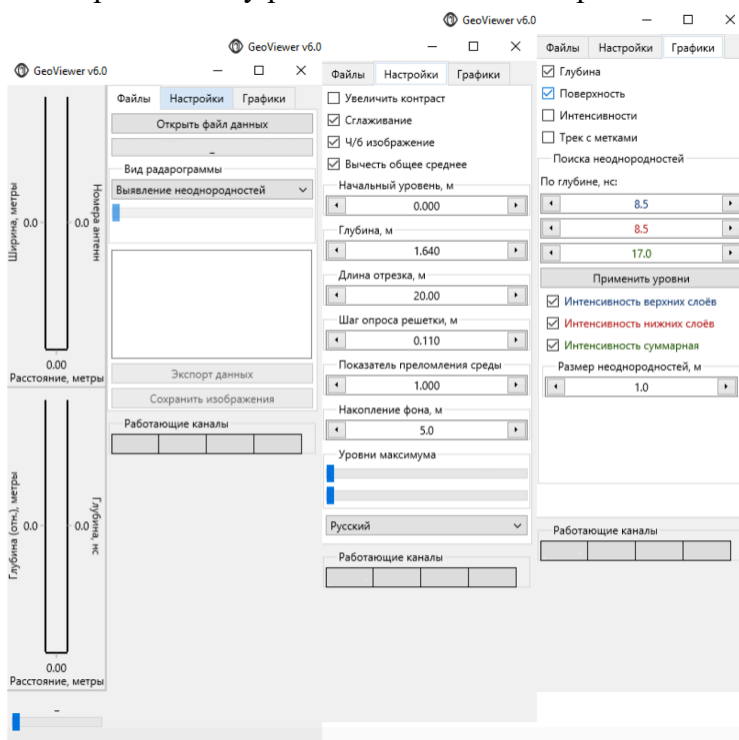 GeoViewer v6.0
Ширина, метры
0.0
0.0
Номера антенн
0.00
Расстояние, метры
Глубина (отн.), метры
0.0
0.0
Глубина, нс
0.00
Расстояние, метры
–
GeoViewer v6.0
Файлы Настройки Графики
Открыть файл данных
–
Вид радарограммы
Выявление неоднородностей
Экспорт данных
Сохранить изображения
Работающие каналы
GeoViewer v6.0
Файлы Настройки Графики
Увеличить контраст
Сглаживание
Ч/б изображение
Вычесть общее среднее
Начальный уровень, м
0.000
Глубина, м
1.640
Длина отрезка, м
20.00
Шаг опроса решетки, м
0.110
Показатель преломления среды
1.000
Накопление фона, м
5.0
Уровни максимума
Русский
Работающие каналы
Файлы Настройки Графики
Глубина
Поверхность
Интенсивности
Трек с метками
Поиска неоднородностей
По глубине, нс:
8.5
8.5
17.0
Применить уровни
Интенсивность верхних слоёв
Интенсивность нижних слоёв
Интенсивность суммарная
Размер неоднородностей, м
1.0
Работающие каналы